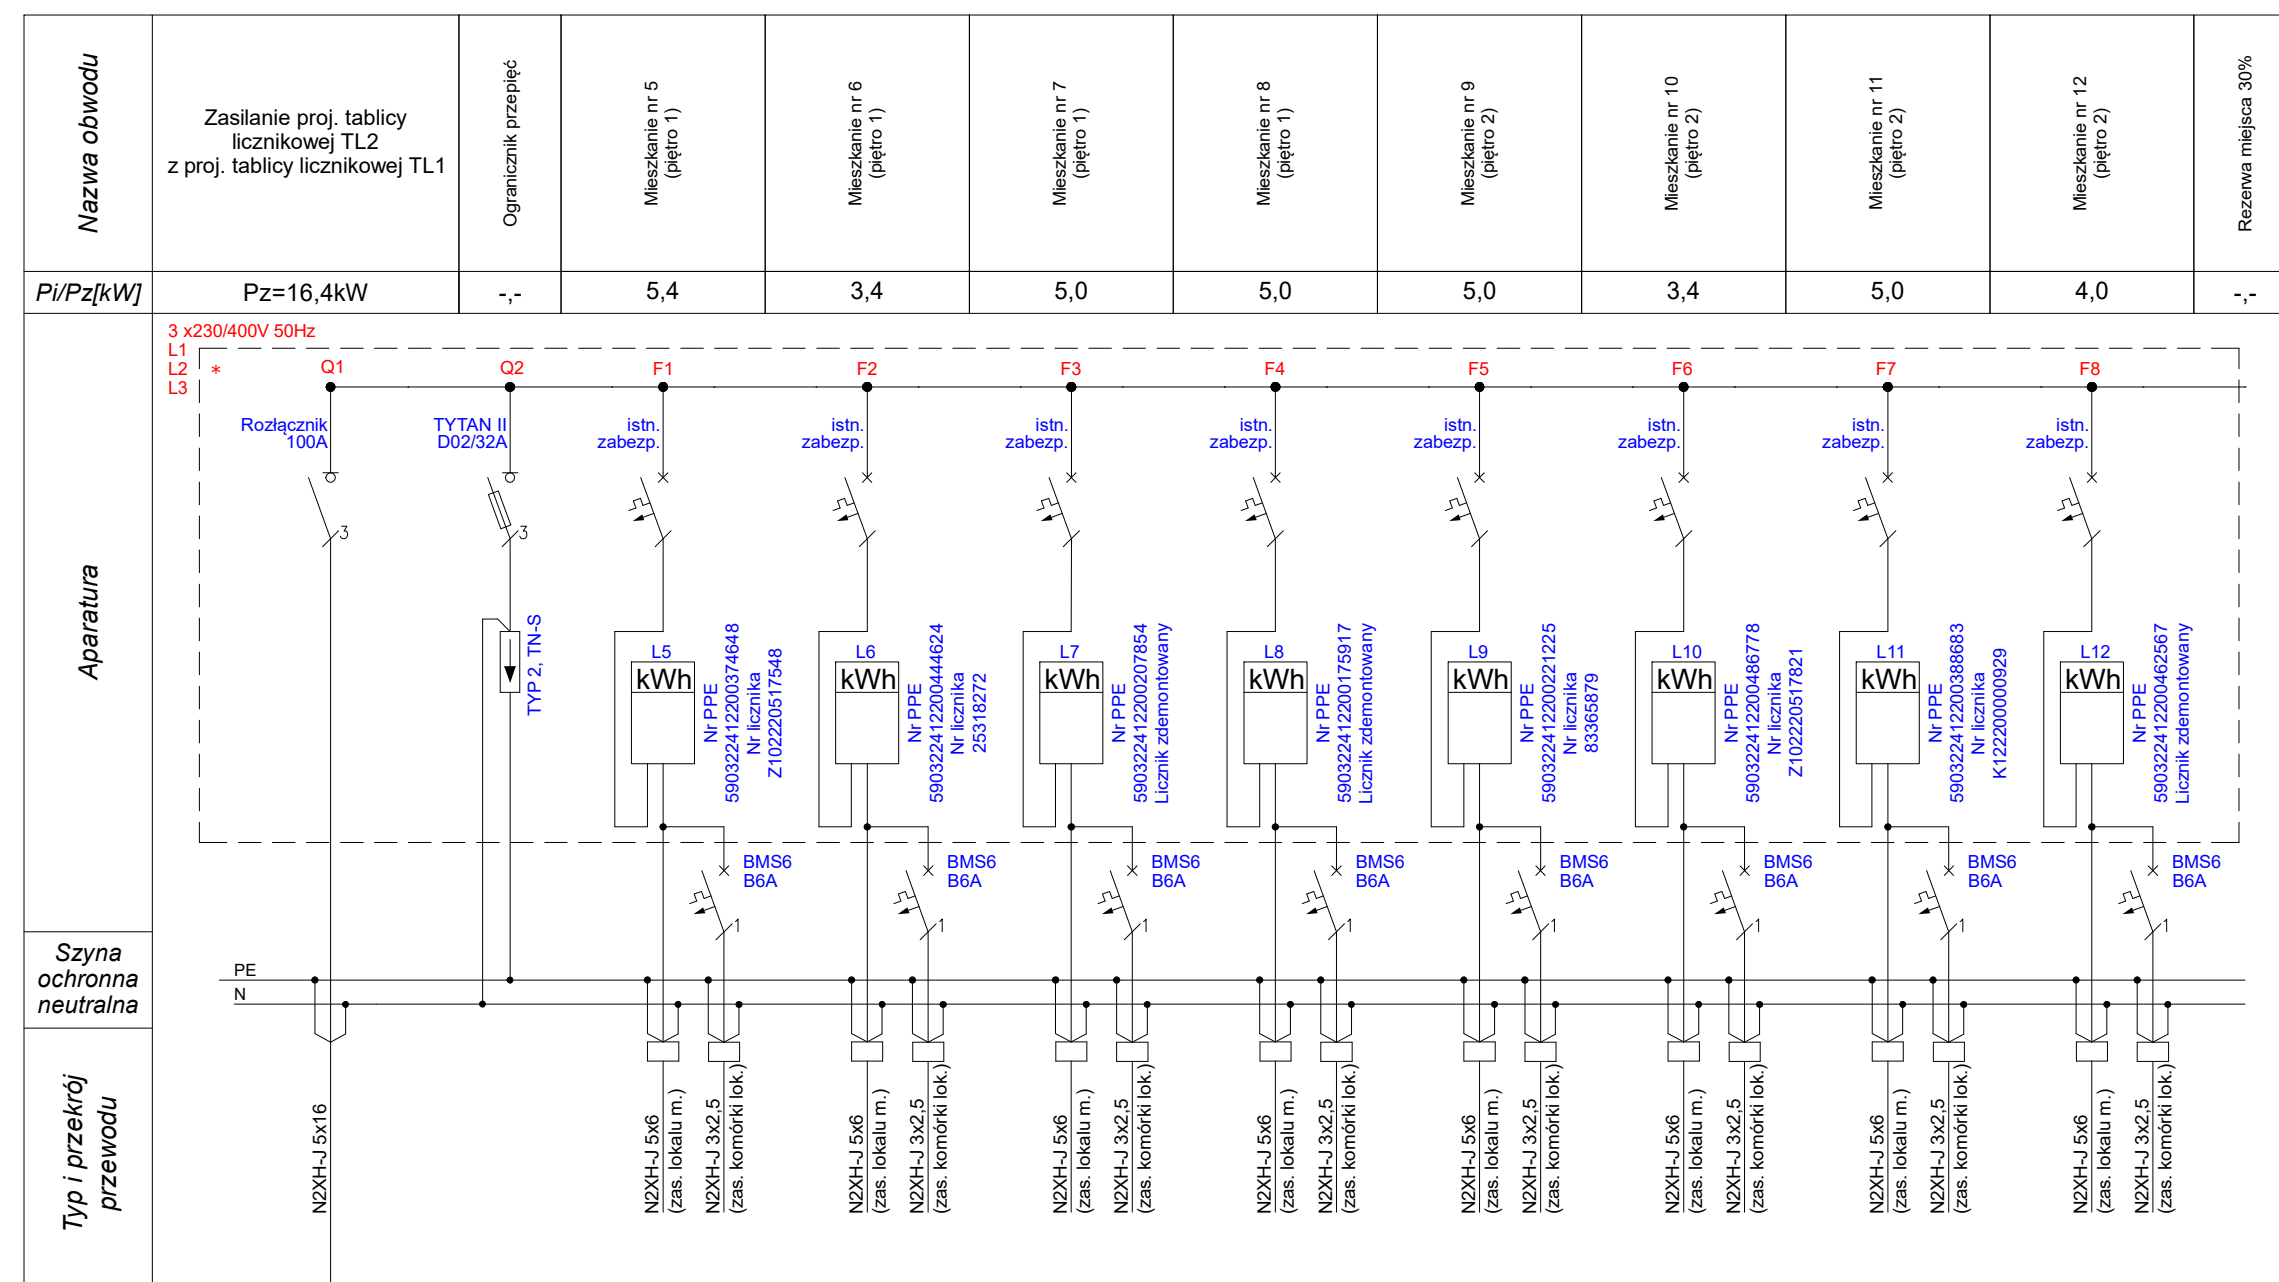 Nazwa obwodu
Zasilanie proj. tablicy
licznikowej TL2
z proj. tablicy licznikowej TL1
Ogranicznik przepięć
Mieszkanie nr 5
(piętro 1)
Mieszkanie nr 6
(piętro 1)
Mieszkanie nr 7
(piętro 1)
Mieszkanie nr 8
(piętro 1)
Mieszkanie nr 9
(piętro 2)
Mieszkanie nr 10
(piętro 2)
Mieszkanie nr 11
(piętro 2)
Mieszkanie nr 12
(piętro 2)
Rezerwa miejsca 30%
Pi/Pz[kW]
Pz=16,4kW
-,-
5,4
3,4
5,0
5,0
5,0
3,4
5,0
4,0
-,-
Aparatura
3 x230/400V 50Hz
L1
L2 *
L3
Q1
Q2
F1
F2
F3
F4
F5
F6
F7
F8
Rozłącznik
100A
TYTAN II
D02/32A
istn.
zabezp.
istn.
zabezp.
istn.
zabezp.
istn.
zabezp.
istn.
zabezp.
istn.
zabezp.
istn.
zabezp.
istn.
zabezp.
3
3
TYP 2, TN-S
L5
kWh
Nr PPE
590322412200374648
Nr licznika
Z102220517548
L6
kWh
Nr PPE
590322412200444624
Nr licznika
25318272
L7
kWh
Nr PPE
590322412200207854
Licznik zdemontowany
L8
kWh
Nr PPE
590322412200175917
Licznik zdemontowany
L9
kWh
Nr PPE
590322412200221225
Nr licznika
83365879
L10
kWh
Nr PPE
590322412200486778
Nr licznika
Z102220517821
L11
kWh
Nr PPE
590322412200388683
Nr licznika
K122200000929
L12
kWh
Nr PPE
590322412200462567
Licznik zdemontowany
BMS6
B6A
1
BMS6
B6A
1
BMS6
B6A
1
BMS6
B6A
1
BMS6
B6A
1
BMS6
B6A
1
BMS6
B6A
1
BMS6
B6A
1
Szyna
ochronna
neutralna
PE
N
Typ i przekrój
przewodu
N2XH-J 5x16
N2XH-J 5x6
(zas. lokalu m.)
N2XH-J 3x2,5
(zas. komórki lok.)
N2XH-J 5x6
(zas. lokalu m.)
N2XH-J 3x2,5
(zas. komórki lok.)
N2XH-J 5x6
(zas. lokalu m.)
N2XH-J 3x2,5
(zas. komórki lok.)
N2XH-J 5x6
(zas. lokalu m.)
N2XH-J 3x2,5
(zas. komórki lok.)
N2XH-J 5x6
(zas. lokalu m.)
N2XH-J 3x2,5
(zas. komórki lok.)
N2XH-J 5x6
(zas. lokalu m.)
N2XH-J 3x2,5
(zas. komórki lok.)
N2XH-J 5x6
(zas. lokalu m.)
N2XH-J 3x2,5
(zas. komórki lok.)
N2XH-J 5x6
(zas. lokalu m.)
N2XH-J 3x2,5
(zas. komórki lok.)